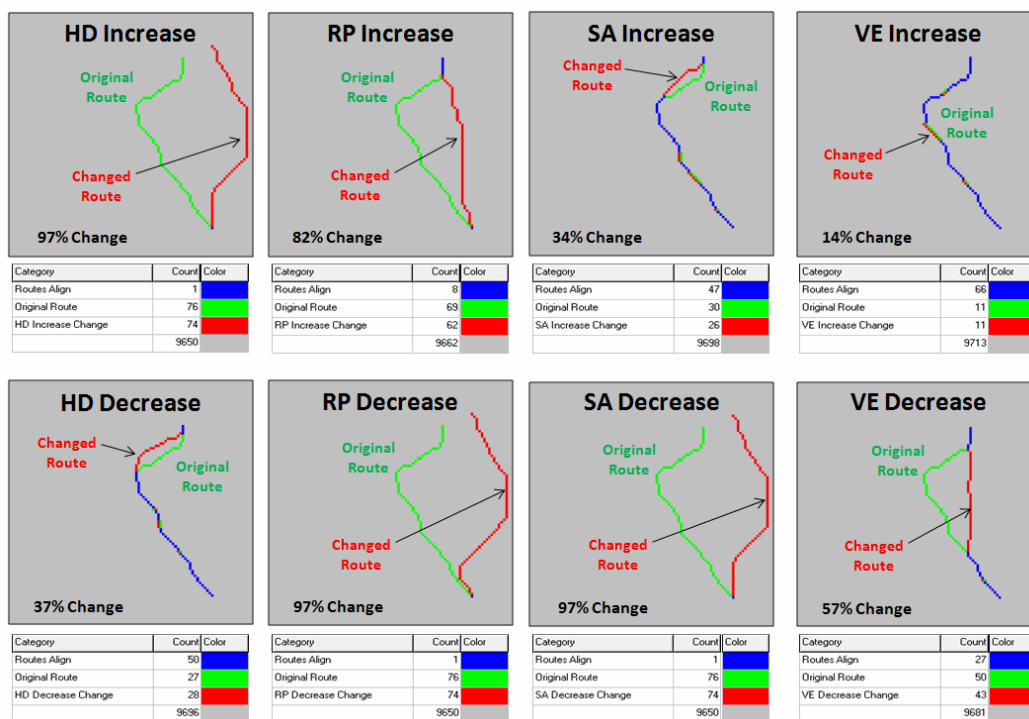 HD Increase
Original
Route
Changed
Route
97% Change
Category Count Color
Routes Align 1
Original Route 76
HD Increase Change 74
9650
RP Increase
Original
Route
Changed
Route
82% Change
Category Count Color
Routes Align 8
Original Route 69
RP Increase Change 62
9662
SA Increase
Changed
Route
Original
Route
34% Change
Category Count Color
Routes Align 47
Original Route 30
SA Increase Change 26
9698
VE Increase
Original
Route
Changed
Route
14% Change
Category Count Color
Routes Align 66
Original Route 11
VE Increase Change 11
9713
HD Decrease
Changed
Route
Original
Route
37% Change
Category Count Color
Routes Align 50
Original Route 27
HD Decrease Change 28
9696
RP Decrease
Original
Route
Changed
Route
97% Change
Category Count Color
Routes Align 1
Original Route 76
RP Decrease Change 74
9650
SA Decrease
Original
Route
Changed
Route
97% Change
Category Count Color
Routes Align 1
Original Route 76
SA Decrease Change 74
9650
VE Decrease
Original
Route
Changed
Route
57% Change
Category Count Color
Routes Align 27
Original Route 50
VE Decrease Change 43
9681